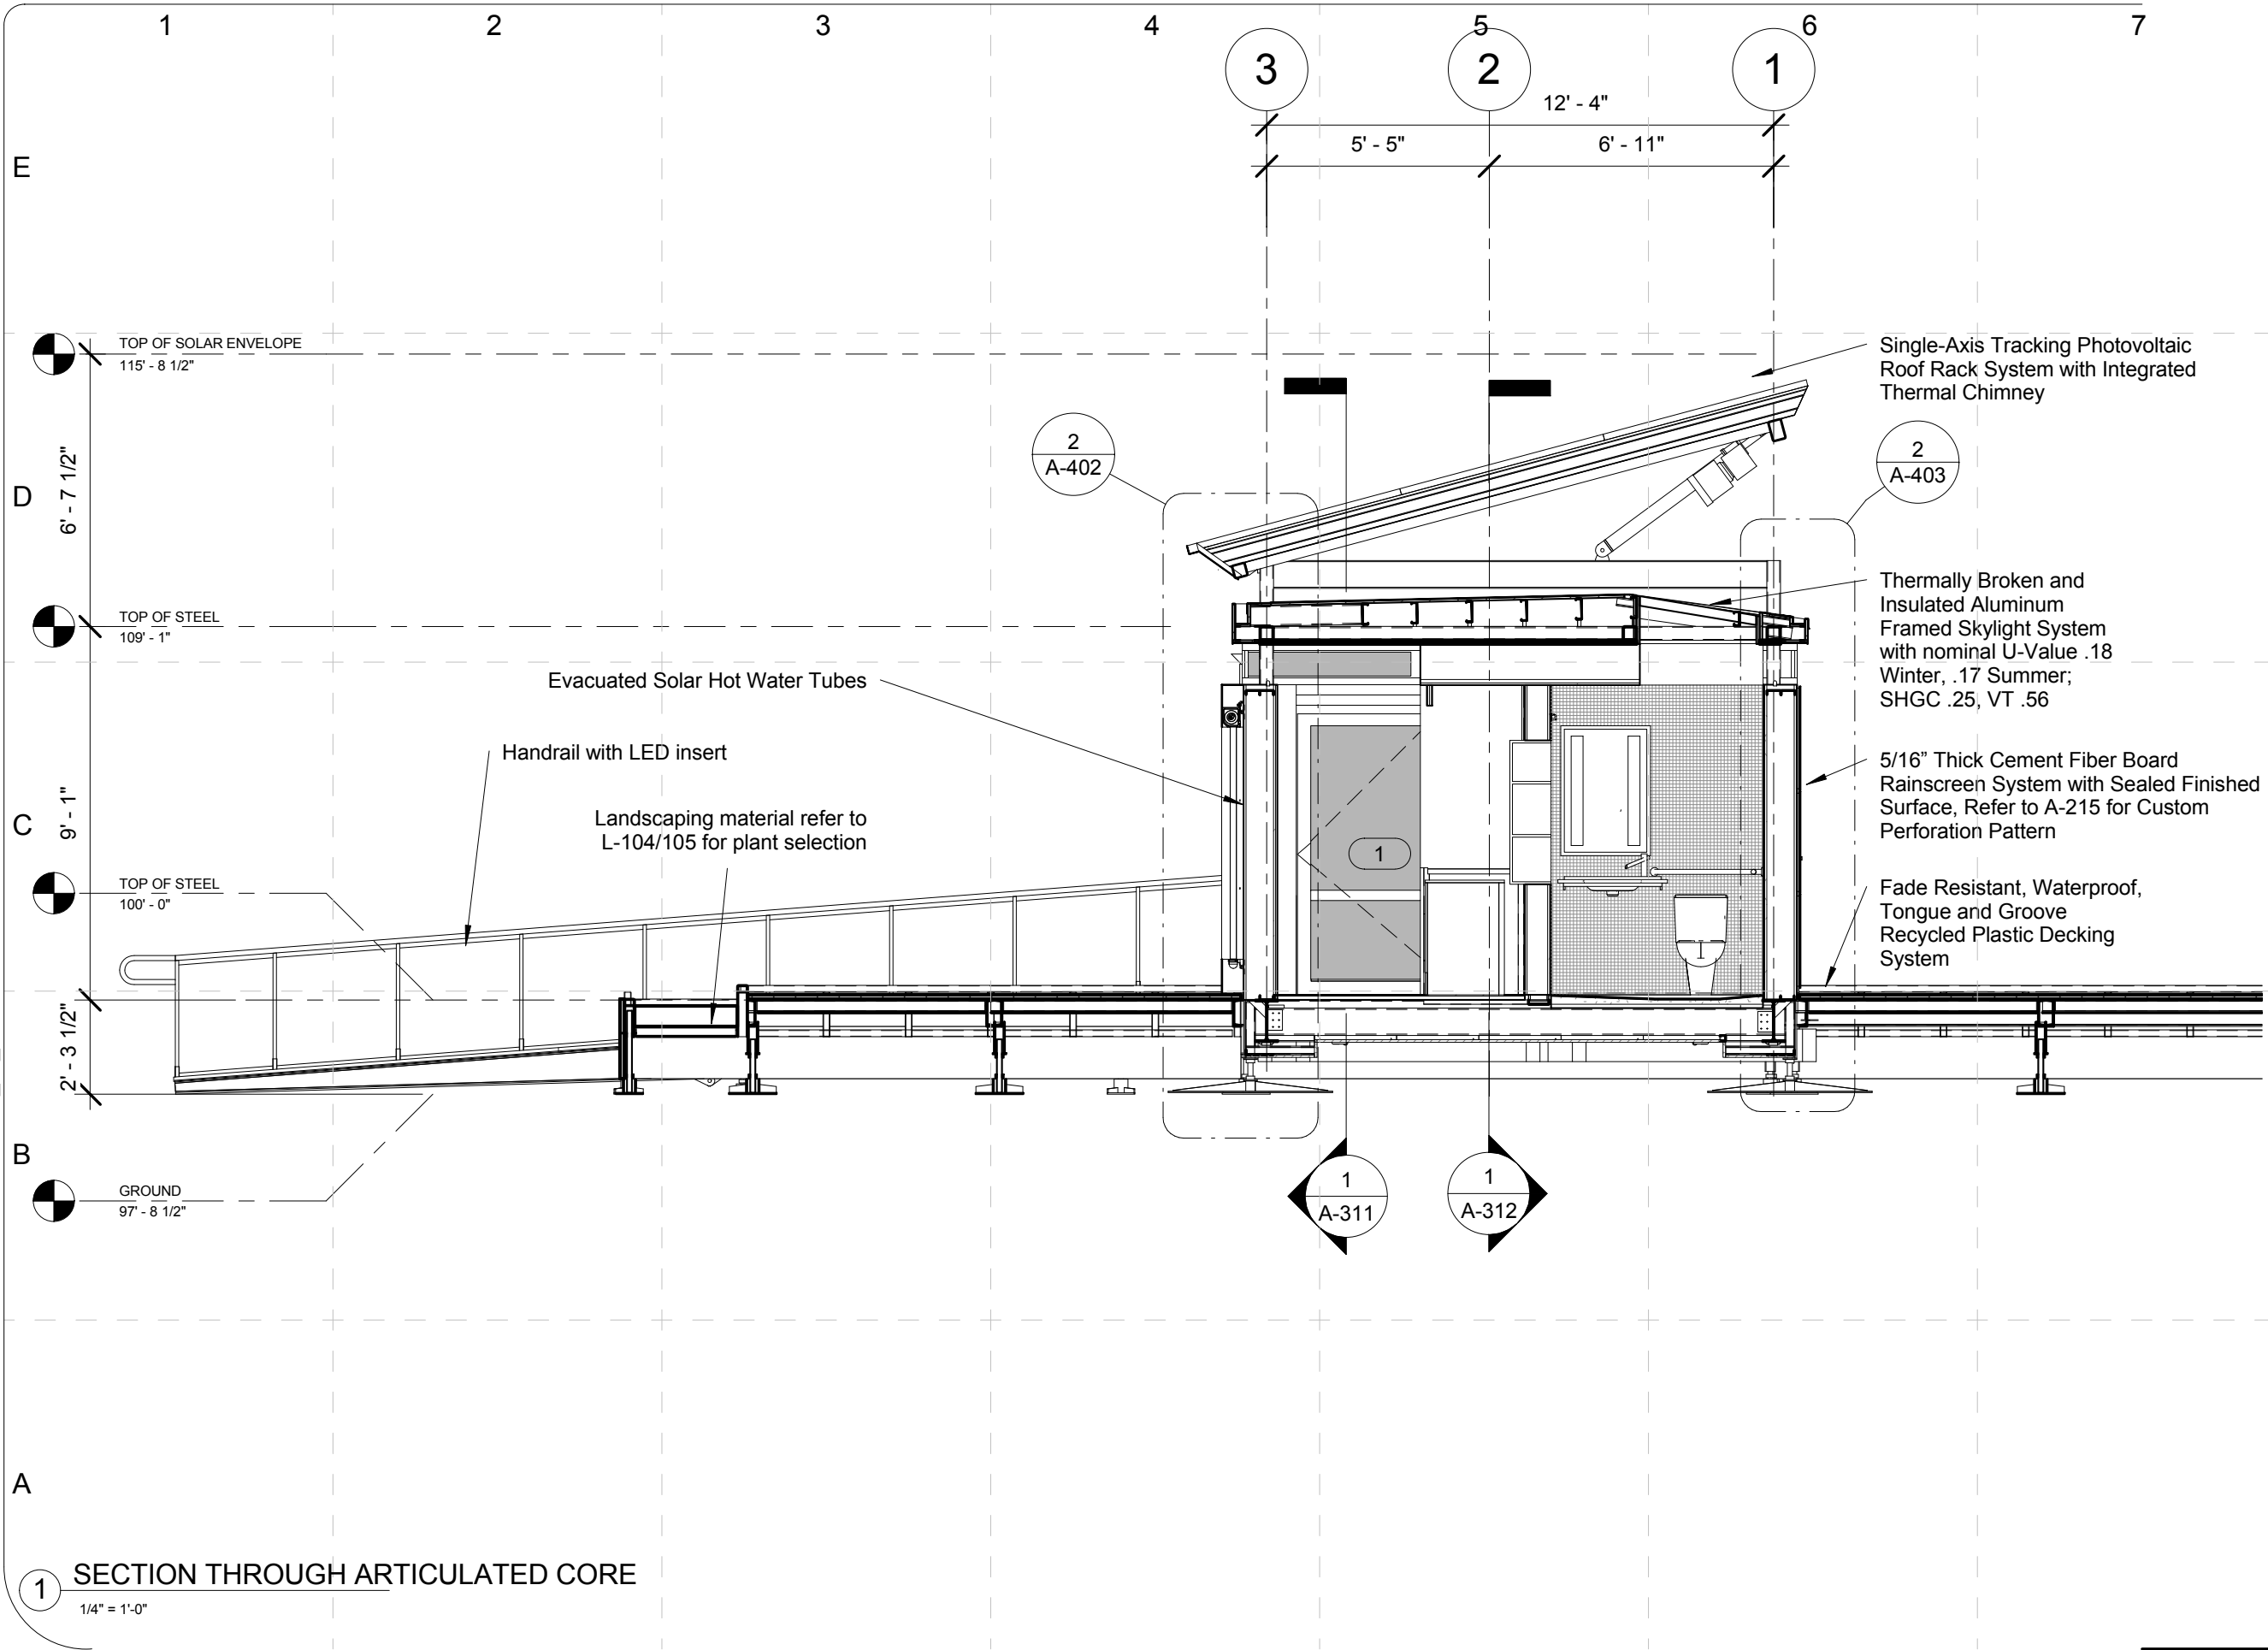 1 2 3 4 5 6 7
3 2 1
12' - 4"
5' - 5" 6' - 11"
E
TOP OF SOLAR ENVELOPE
115' - 8 1/2"
Single-Axis Tracking Photovoltaic
Roof Rack System with Integrated
Thermal Chimney
2
A-402
2
A-403
D
6' - 7 1/2"
TOP OF STEEL
109' - 1"
Thermally Broken and
Insulated Aluminum
Framed Skylight System
with nominal U-Value .18
Winter, .17 Summer;
SHGC .25, VT .56
Evacuated Solar Hot Water Tubes
Handrail with LED insert
5/16” Thick Cement Fiber Board
Rainscreen System with Sealed Finished
Surface, Refer to A-215 for Custom
Perforation Pattern
Landscaping material refer to
L-104/105 for plant selection
C
9' - 1"
1
TOP OF STEEL
100' - 0"
Fade Resistant, Waterproof,
Tongue and Groove
Recycled Plastic Decking
System
2' - 3 1/2"
B
GROUND
97' - 8 1/2"
1
A-311
1
A-312
A
1 SECTION THROUGH ARTICULATED CORE
1/4" = 1'-0"